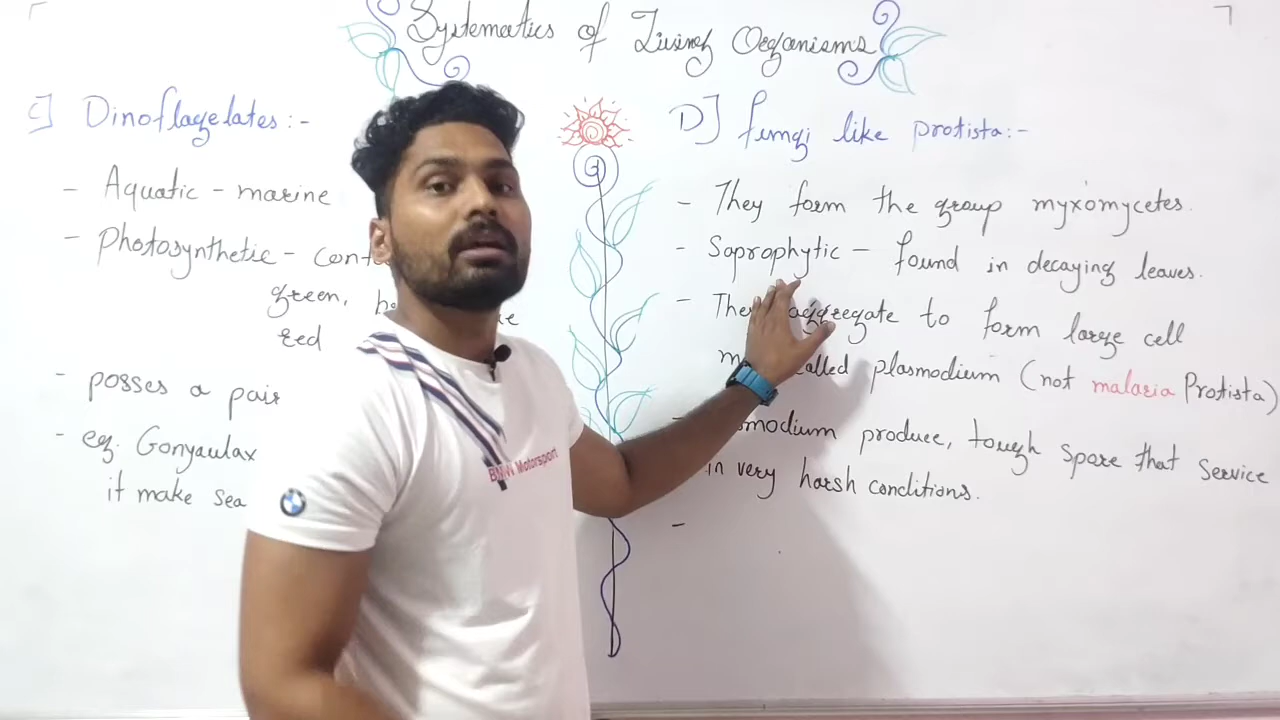 Systematics of Living Organisms
C] Dinoflagelates:-
- Aquatic - marine
- Photosynthetic -
green,
red
- posses a pair
- eg. Gonyaulax
it make sea
D] fungi like protista:-
- They form the group myxomycetes.
- Saprophytic - found in decaying leaves.
- They aggregate to form large cell
called plasmodium (not malaria Protista)
produce, tough spore that service
in very harsh conditions.
-
BMW Motorsport